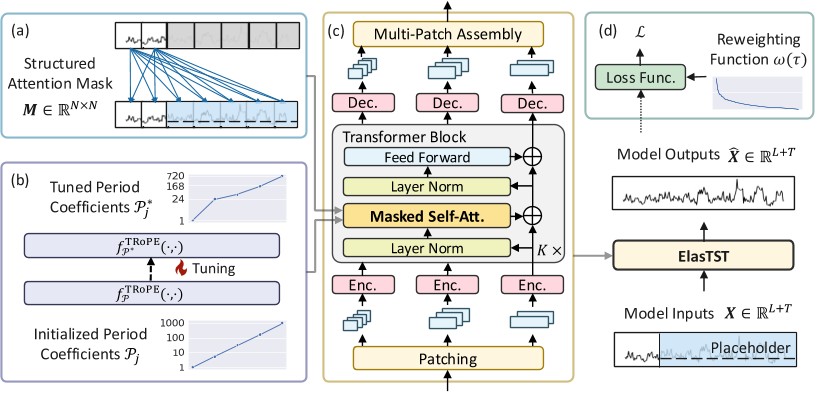 (a)
Structured
Attention Mask
M ∈ ℝ^{N×N}
(b)
Tuned Period
Coefficients 𝒫*_j
720
168
24
1
f^{TRoPE}_{𝒫*}(·,·)
Tuning
f^{TRoPE}_{𝒫}(·,·)
Initialized Period
Coefficients 𝒫_j
1000
100
10
1
(c)
Multi-Patch Assembly
Dec. Dec. Dec.
Transformer Block
Feed Forward
Layer Norm
Masked Self-Att.
Layer Norm
K ×
Enc. Enc. Enc.
Patching
(d)
ℒ
Loss Func.
Reweighting
Function ω(τ)
Model Outputs X̂ ∈ ℝ^{L+T}
ElasTST
Model Inputs X ∈ ℝ^{L+T}
Placeholder